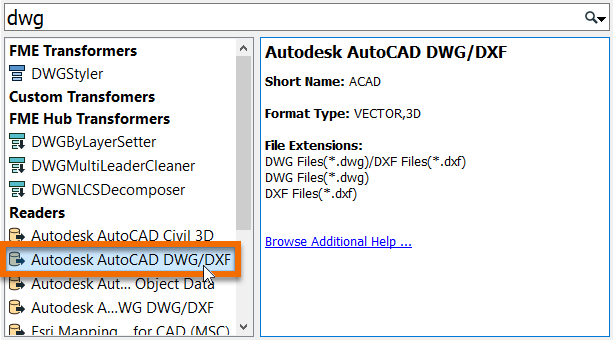 dwg
FME Transformers
DWGStyler
Custom Transfomers
FME Hub Transformers
DWGByLayerSetter
DWGMultiLeaderCleaner
DWGNLCSDecomposer
Readers
Autodesk AutoCAD Civil 3D
Autodesk AutoCAD DWG/DXF
Autodesk Aut... Object Data
Autodesk A...WG DWG/DXF
Esri Mapping ... for CAD (MSC)
Autodesk AutoCAD DWG/DXF
Short Name: ACAD
Format Type: VECTOR,3D
File Extensions:
DWG Files(*.dwg)/DXF Files(*.dxf)
DWG Files(*.dwg)
DXF Files(*.dxf)
Browse Additional Help ...